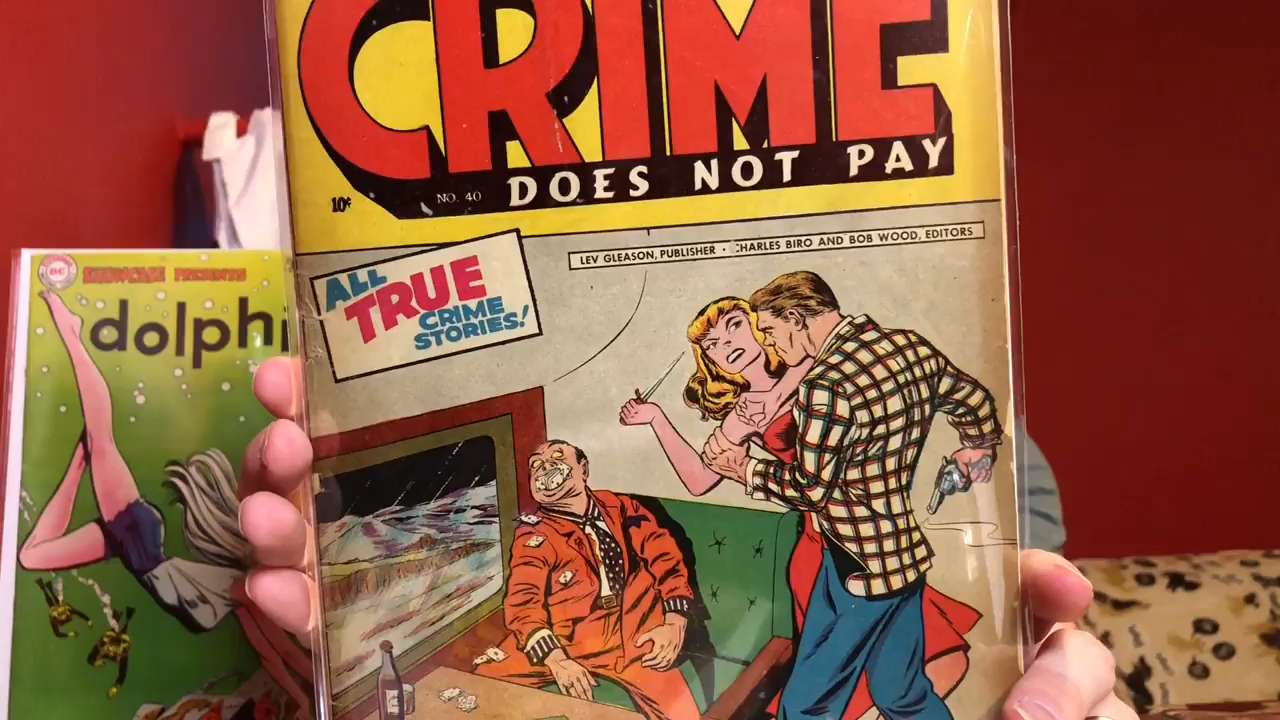 CRIME
DOES NOT PAY
10¢
NO. 40
LEV GLEASON, PUBLISHER · CHARLES BIRO AND BOB WOOD, EDITORS
ALL
TRUE
CRIME
STORIES!
DC
SHOWCASE PRESENTS
dolphi